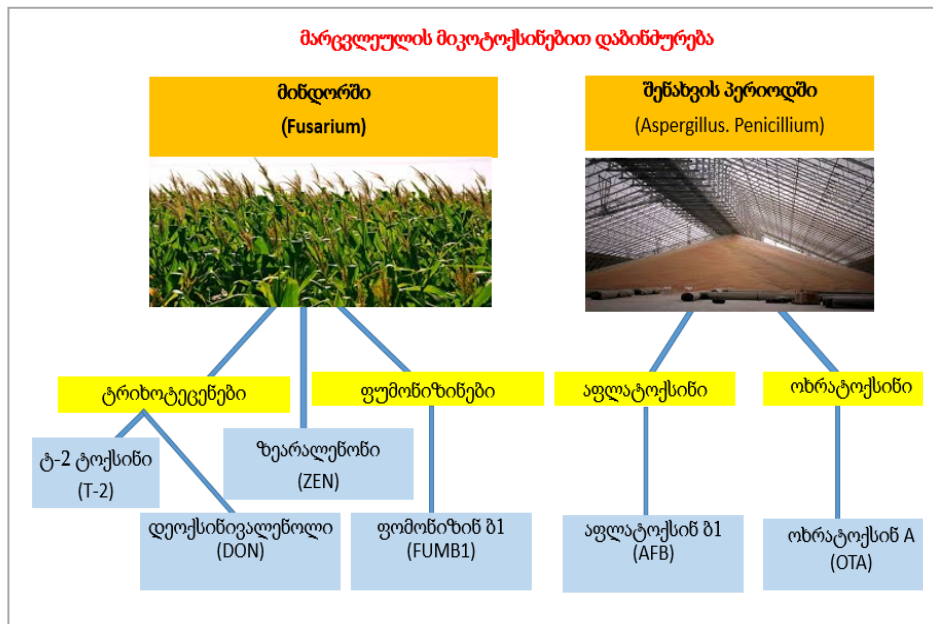 მარცვლეულის მიკოტოქსინებით დაბინძურება
მინდორში
(Fusarium)
შენახვის პერიოდში
(Aspergillus. Penicillium)
ტრიხოტეცენები
ფუმონიზინები
აფლატოქსინი
ოხრატოქსინი
ტ-2 ტოქსინი
(T-2)
ზეარალენონი
(ZEN)
დეოქსინივალენოლი
(DON)
ფომონიზინ ბ1
(FUMB1)
აფლატოქსინ ბ1
(AFB)
ოხრატოქსინ A
(OTA)